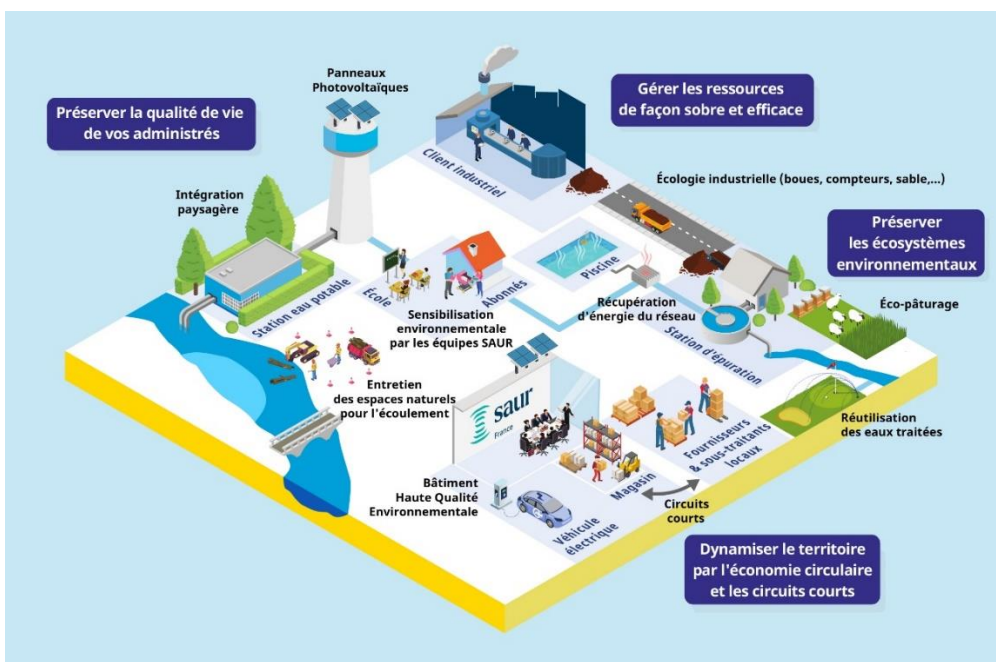 Préserver la qualité de vie
de vos administrés
Panneaux
Photovoltaïques
Gérer les ressources
de façon sobre et efficace
Client industriel
Écologie industrielle (boues, compteurs, sable,...)
Intégration
paysagère
Préserver
les écosystèmes
environnementaux
Station eau potable
École
Abonnés
Piscine
Sensibilisation
environnementale
par les équipes SAUR
Récupération
d'énergie du réseau
Éco-pâturage
Station d'épuration
Entretien
des espaces naturels
pour l'écoulement
saur
France
Réutilisation
des eaux traitées
Fournisseurs
& sous-traitants
locaux
Magasin
Bâtiment
Haute Qualité
Environnementale
Circuits
courts
Véhicule
électrique
Dynamiser le territoire
par l'économie circulaire
et les circuits courts